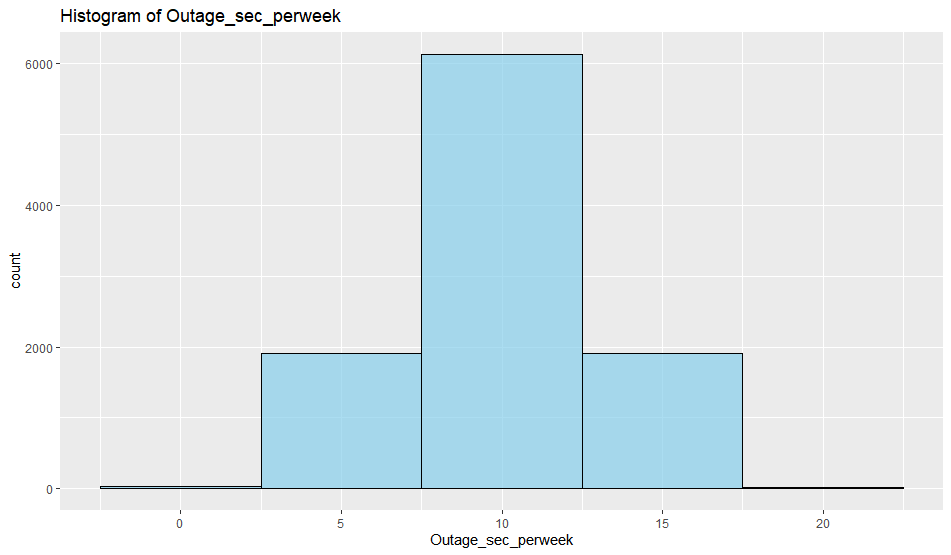 Histogram of Outage_sec_perweek
6000
4000
2000
0
count
0 5 10 15 20
Outage_sec_perweek